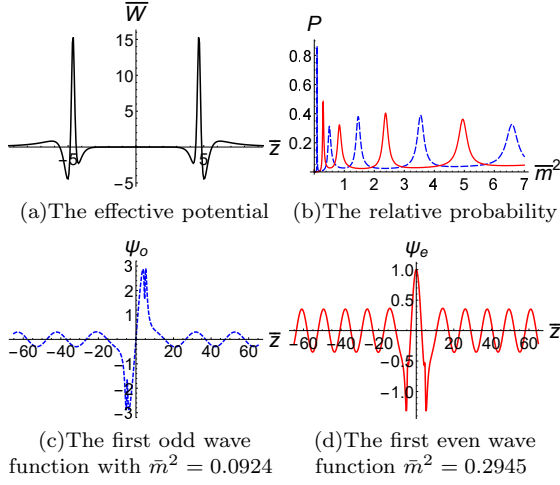 W̅
15
10
5
−5
−5
5
z̅
(a)The effective potential
P
0.8
0.6
0.4
0.2
1 2 3 4 5 6 7
m̅²
(b)The relative probability
ψₒ
3
2
1
−1
−2
−3
−60 −40 −20 20 40 60
z̅
(c)The first odd wave
function with m̄² = 0.0924
ψₑ
1.0
0.5
−0.5
−1.0
−60 −40 −20 20 40 60
z̅
(d)The first even wave
function m̄² = 0.2945